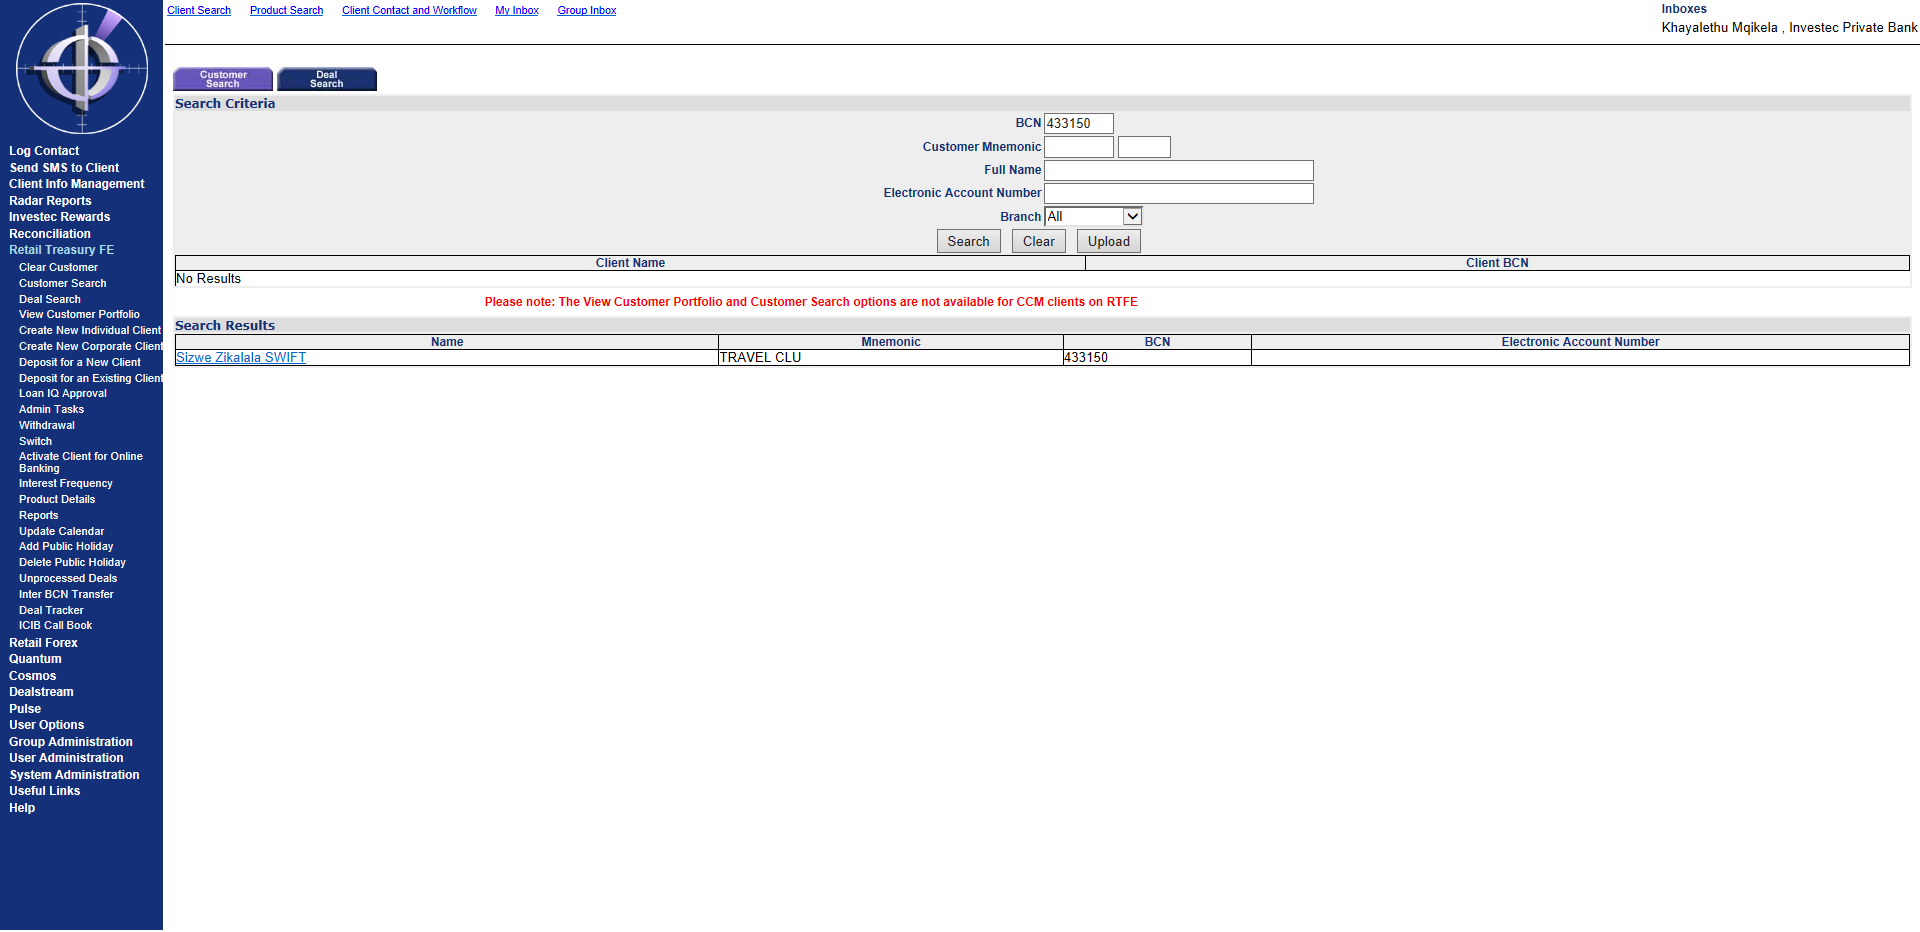 Client Search Product Search Client Contact and Workflow My Inbox Group Inbox
Inboxes
Khayalethu Mqikela , Investec Private Bank
Log Contact
Send SMS to Client
Client Info Management
Radar Reports
Investec Rewards
Reconciliation
Retail Treasury FE
Clear Customer
Customer Search
Deal Search
View Customer Portfolio
Create New Individual Client
Create New Corporate Client
Deposit for a New Client
Deposit for an Existing Client
Loan IQ Approval
Admin Tasks
Withdrawal
Switch
Activate Client for Online
Banking
Interest Frequency
Product Details
Reports
Update Calendar
Add Public Holiday
Delete Public Holiday
Unprocessed Deals
Inter BCN Transfer
Deal Tracker
ICIB Call Book
Retail Forex
Quantum
Cosmos
Dealstream
Pulse
User Options
Group Administration
User Administration
System Administration
Useful Links
Help
Customer
Search
Deal
Search
Search Criteria
BCN 433150
Customer Mnemonic
Full Name
Electronic Account Number
Branch All
Search Clear Upload
Client Name Client BCN
No Results
Please note: The View Customer Portfolio and Customer Search options are not available for CCM clients on RTFE
Search Results
Name Mnemonic BCN Electronic Account Number
Sizwe Zikalala SWIFT TRAVEL CLU 433150